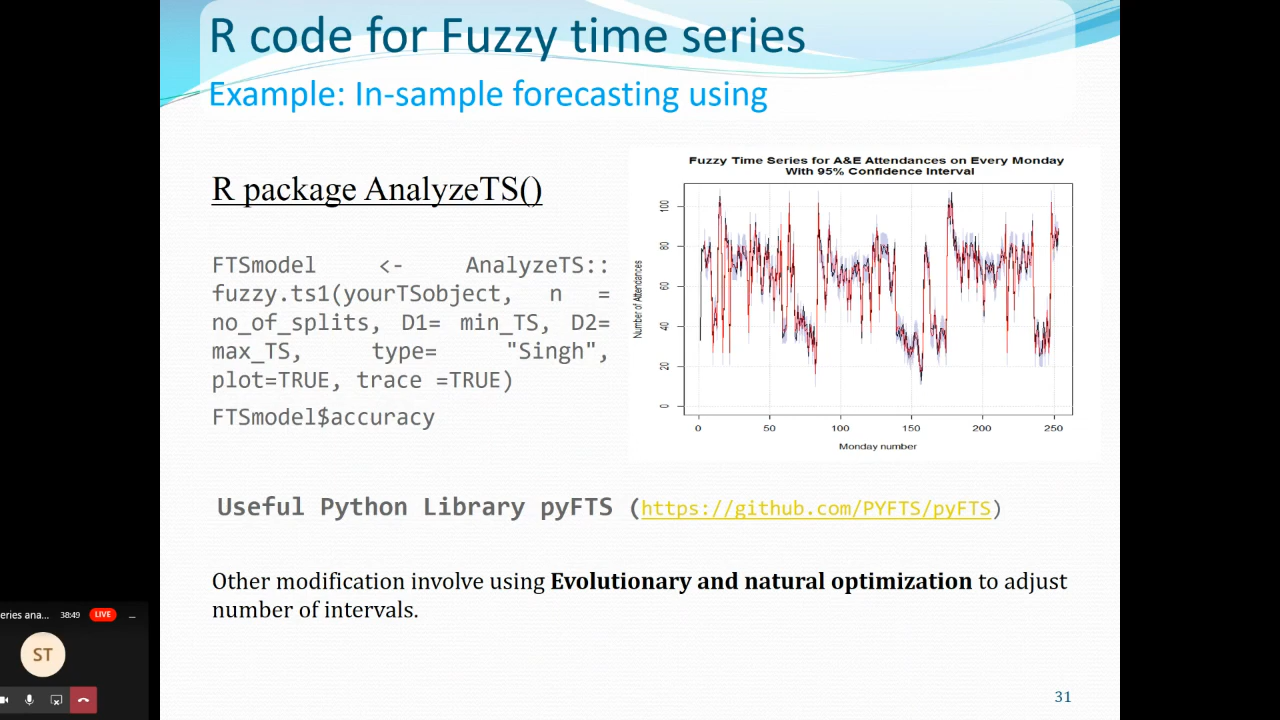 R code for Fuzzy time series
Example: In-sample forecasting using
R package AnalyzeTS()
FTSmodel <- AnalyzeTS::
fuzzy.ts1(yourTSobject, n =
no_of_splits, D1= min_TS, D2=
max_TS, type= "Singh",
plot=TRUE, trace =TRUE)
FTSmodel$accuracy
Fuzzy Time Series for A&E Attendances on Every Monday
With 95% Confidence Interval
Number of Attendances
100
80
60
40
20
0
0 50 100 150 200 250
Monday number
Useful Python Library pyFTS (https://github.com/PYFTS/pyFTS)
Other modification involve using Evolutionary and natural optimization to adjust
number of intervals.
eries ana... 38:49 LIVE
ST
31